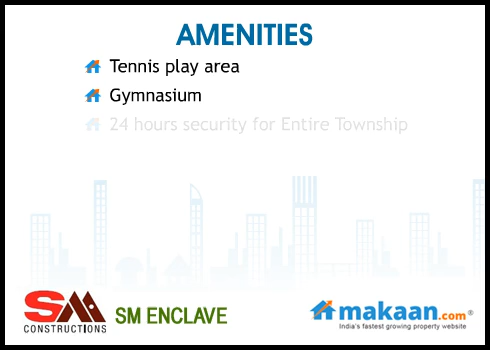 AMENITIES
Tennis play area
Gymnasium
24 hours security for Entire Township
SM
CONSTRUCTIONS
SM ENCLAVE
makaan.com®
India's fastest growing property website